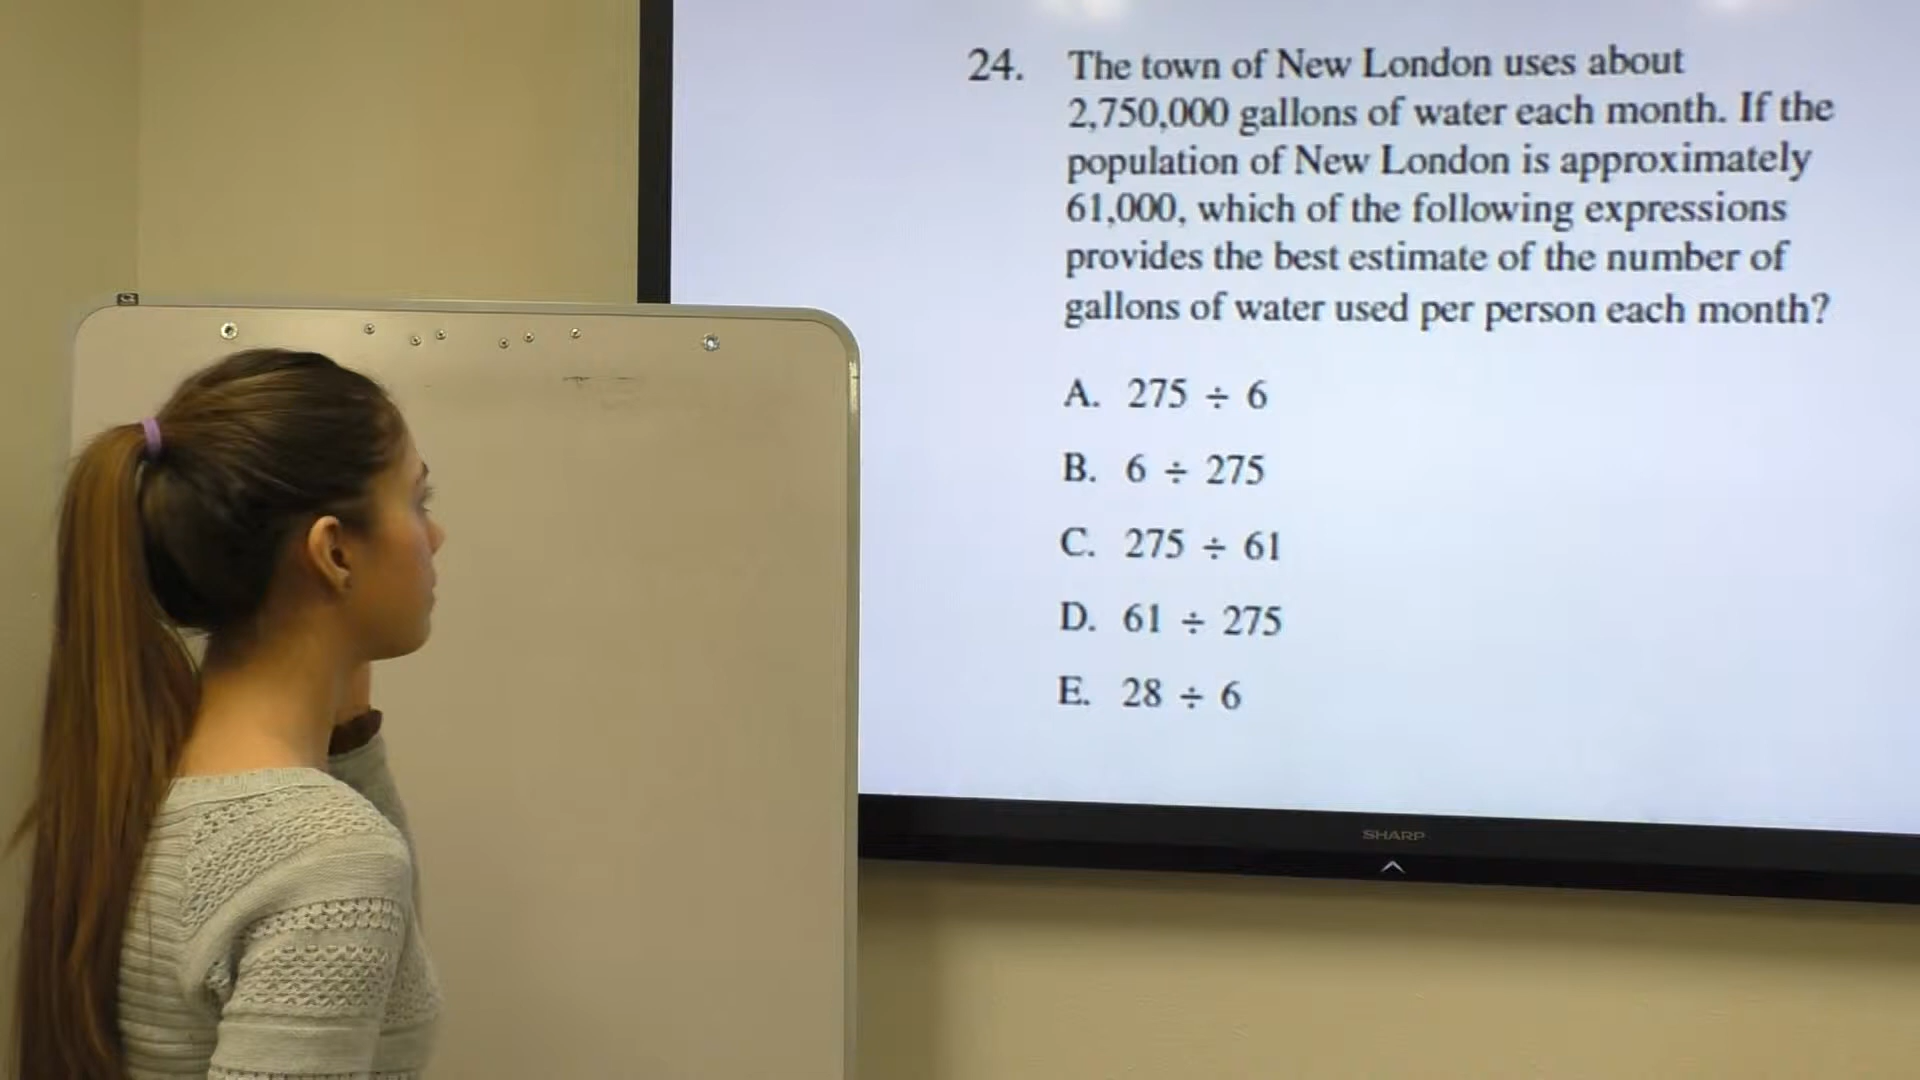 24. The town of New London uses about
2,750,000 gallons of water each month. If the
population of New London is approximately
61,000, which of the following expressions
provides the best estimate of the number of
gallons of water used per person each month?
A. 275 ÷ 6
B. 6 ÷ 275
C. 275 ÷ 61
D. 61 ÷ 275
E. 28 ÷ 6
SHARP